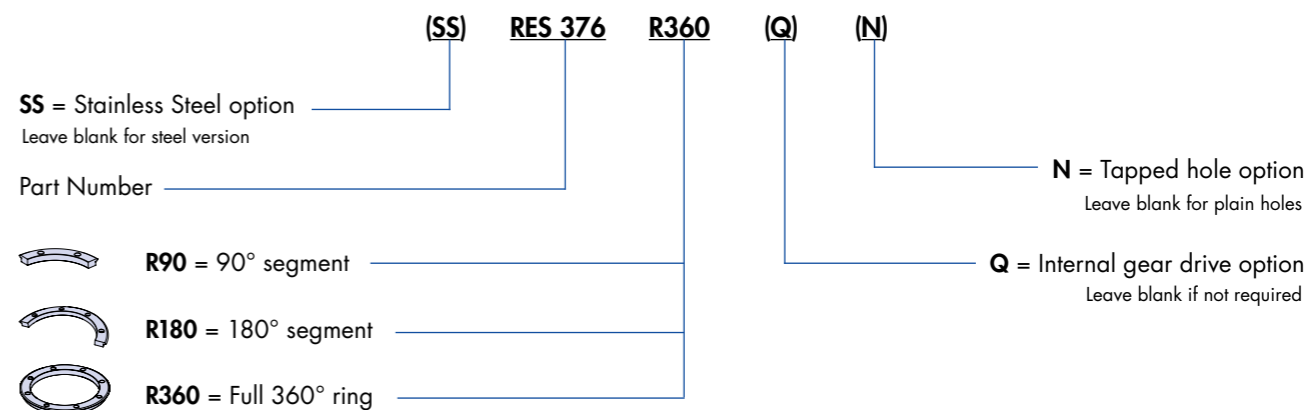 (SS) RES 376 R360 (Q) (N)
SS = Stainless Steel option
Leave blank for steel version
Part Number
N = Tapped hole option
Leave blank for plain holes
R90 = 90° segment
Q = Internal gear drive option
Leave blank if not required
R180 = 180° segment
R360 = Full 360° ring